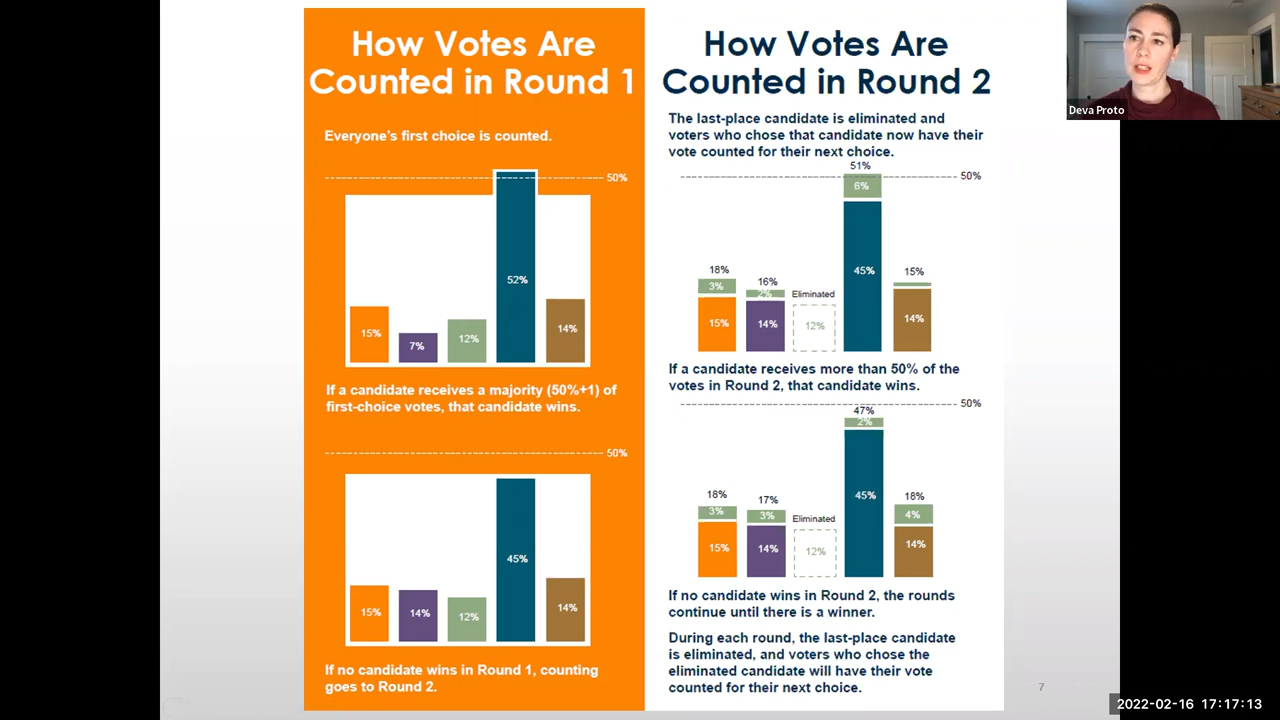 How Votes Are
Counted in Round 1
Everyone's first choice is counted.
50%
52%
15%
7%
12%
14%
If a candidate receives a majority (50%+1) of
first-choice votes, that candidate wins.
50%
45%
15%
14%
12%
14%
If no candidate wins in Round 1, counting
goes to Round 2.
How Votes Are
Counted in Round 2
The last-place candidate is eliminated and
voters who chose that candidate now have their
vote counted for their next choice.
51%
50%
6%
18%
16%
15%
3%
2%
Eliminated
45%
15%
14%
12%
14%
If a candidate receives more than 50% of the
votes in Round 2, that candidate wins.
50%
47%
2%
18%
17%
45%
18%
3%
3%
Eliminated
4%
15%
14%
12%
14%
If no candidate wins in Round 2, the rounds
continue until there is a winner.
During each round, the last-place candidate
is eliminated, and voters who chose the
eliminated candidate will have their vote
counted for their next choice.
7
Deva Proto
2022-02-16 17:17:13